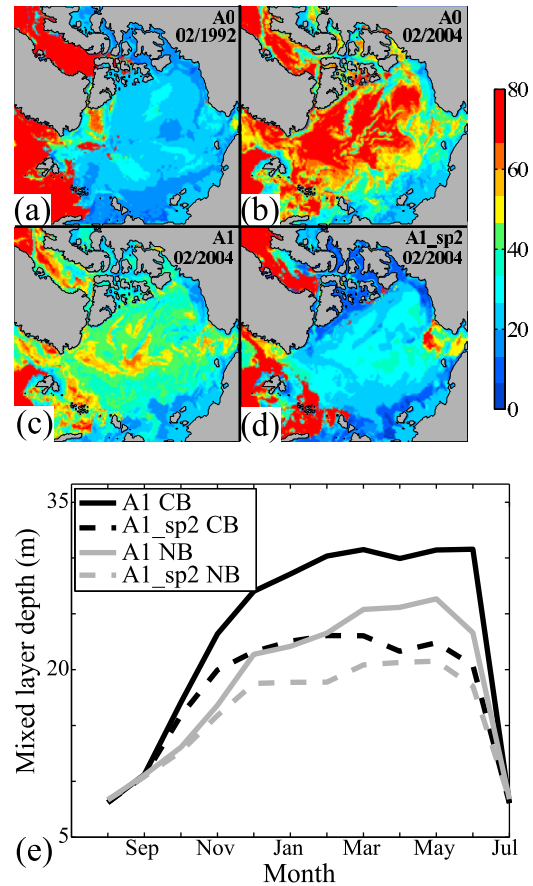 A0
02/1992
(a)
A0
02/2004
(b)
80
60
40
20
0
A1
02/2004
(c)
A1_sp2
02/2004
(d)
35
20
5
Mixed layer depth (m)
A1 CB
A1_sp2 CB
A1 NB
A1_sp2 NB
(e)
Sep Nov Jan Mar May Jul
Month